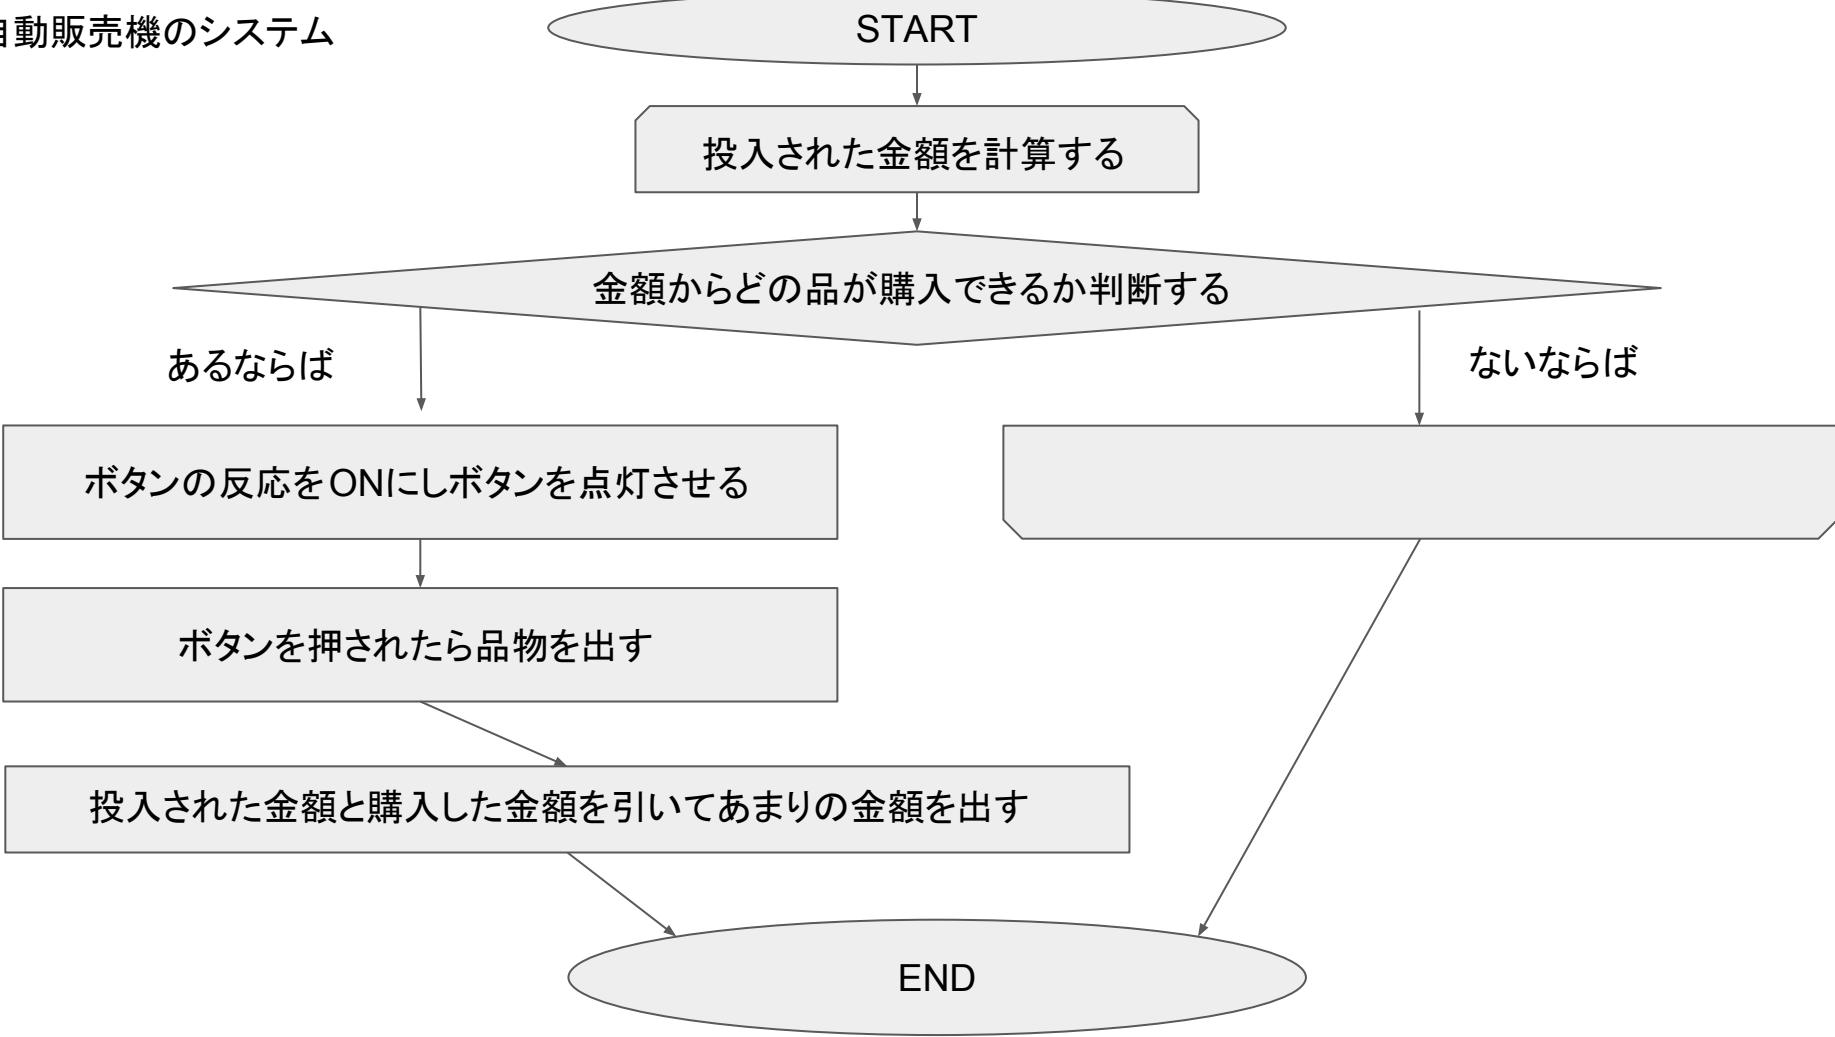 自動販売機のシステム
START
投入された金額を計算する
金額からどの品が購入できるか判断する
あるならば
ないならば
ボタンの反応をONにしボタンを点灯させる
ボタンを押されたら品物を出す
投入された金額と購入した金額を引いてあまりの金額を出す
END